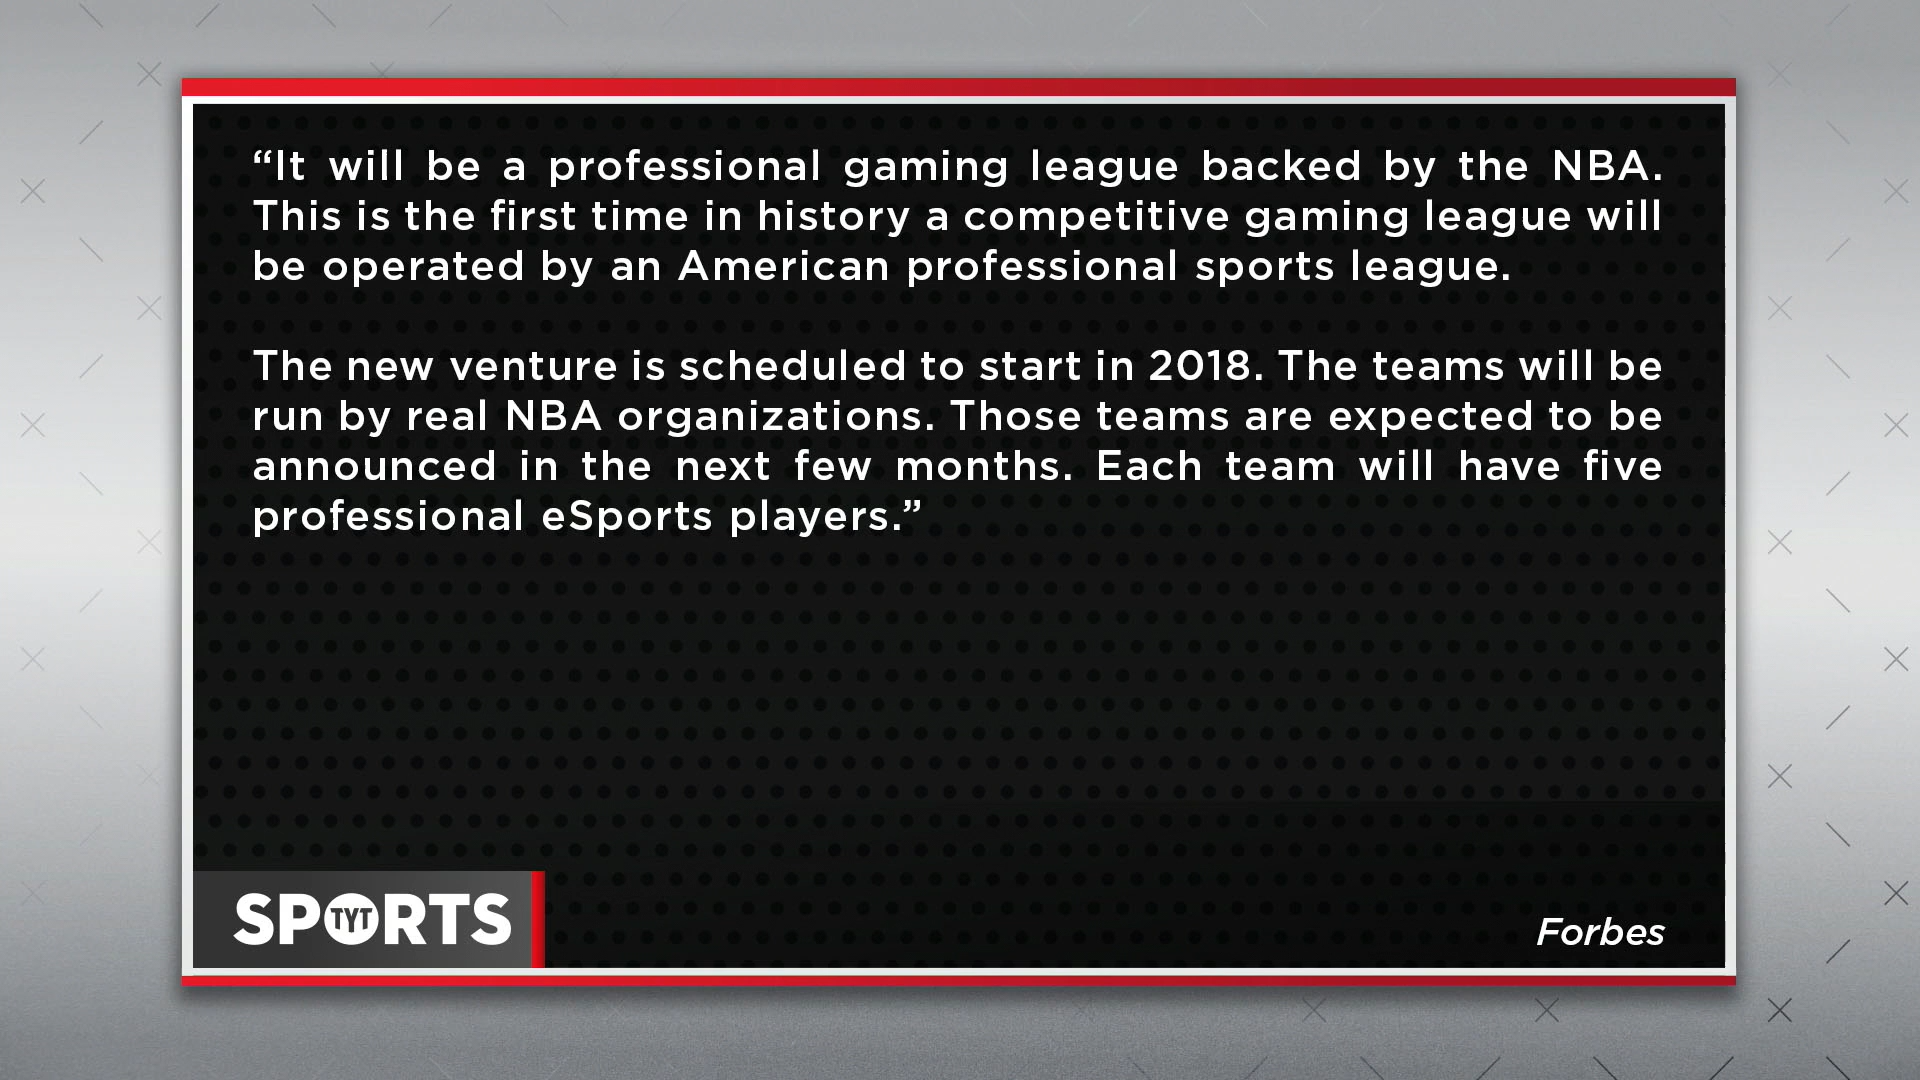 “It will be a professional gaming league backed by the NBA.
This is the first time in history a competitive gaming league will
be operated by an American professional sports league.
The new venture is scheduled to start in 2018. The teams will be
run by real NBA organizations. Those teams are expected to be
announced in the next few months. Each team will have five
professional eSports players.”
SPORTS
TYT
Forbes